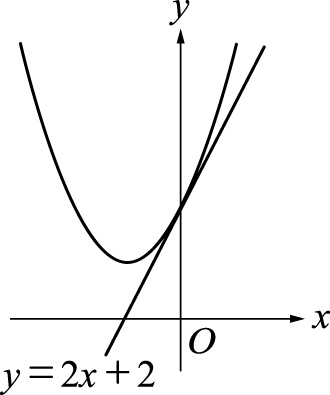 y
x
O
y = 2x + 2